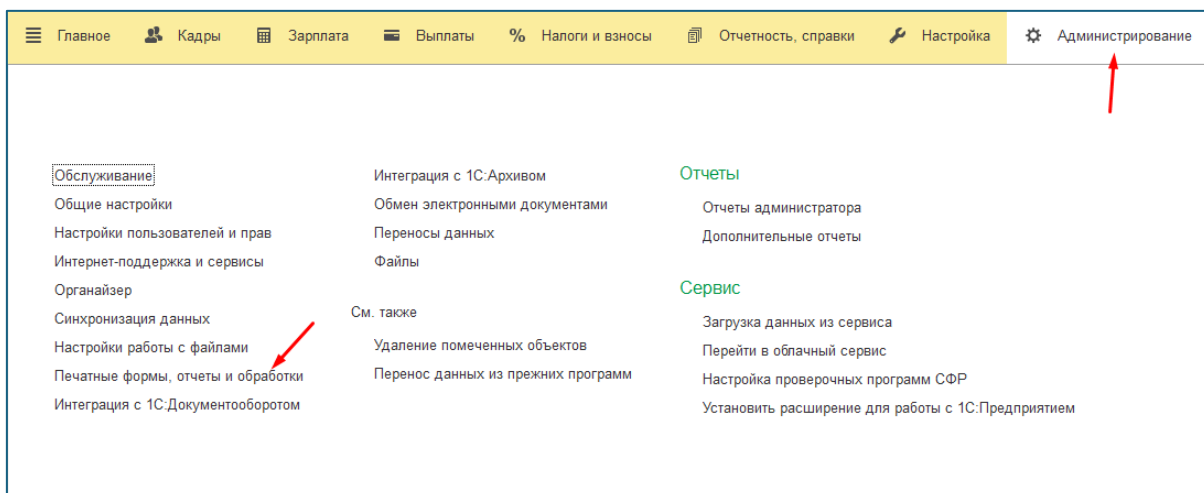 Главное Кадры Зарплата Выплаты % Налоги и взносы Отчетность, справки Настройка Администрирование
Обслуживание
Общие настройки
Настройки пользователей и прав
Интернет-поддержка и сервисы
Органайзер
Синхронизация данных
Настройки работы с файлами
Печатные формы, отчеты и обработки
Интеграция с 1С:Документооборотом
Интеграция с 1С:Архивом
Обмен электронными документами
Переносы данных
Файлы
См. также
Удаление помеченных объектов
Перенос данных из прежних программ
Отчеты
Отчеты администратора
Дополнительные отчеты
Сервис
Загрузка данных из сервиса
Перейти в облачный сервис
Настройка проверочных программ СФР
Установить расширение для работы с 1С:Предприятием